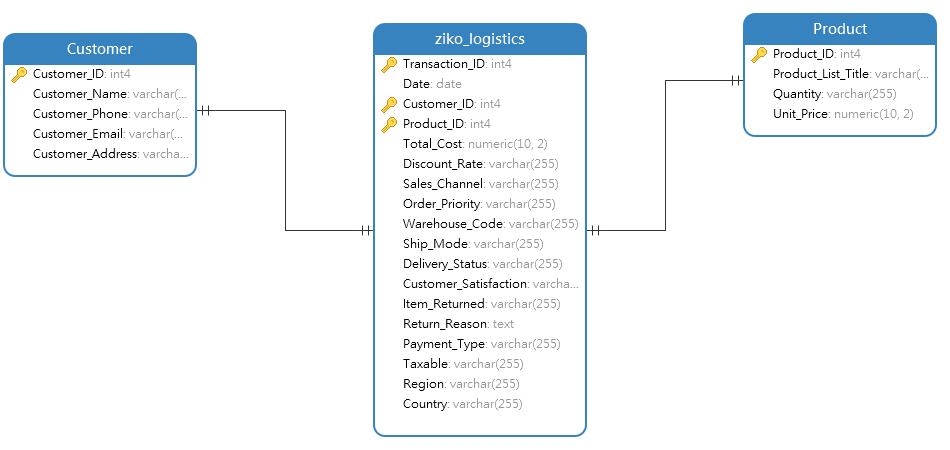 Customer
Customer_ID: int4
Customer_Name: varchar(...
Customer_Phone: varchar(...
Customer_Email: varchar(...
Customer_Address: varcha...
ziko_logistics
Transaction_ID: int4
Date: date
Customer_ID: int4
Product_ID: int4
Total_Cost: numeric(10, 2)
Discount_Rate: varchar(255)
Sales_Channel: varchar(255)
Order_Priority: varchar(255)
Warehouse_Code: varchar(255)
Ship_Mode: varchar(255)
Delivery_Status: varchar(255)
Customer_Satisfaction: varcha...
Item_Returned: varchar(255)
Return_Reason: text
Payment_Type: varchar(255)
Taxable: varchar(255)
Region: varchar(255)
Country: varchar(255)
Product
Product_ID: int4
Product_List_Title: varchar(...
Quantity: varchar(255)
Unit_Price: numeric(10, 2)